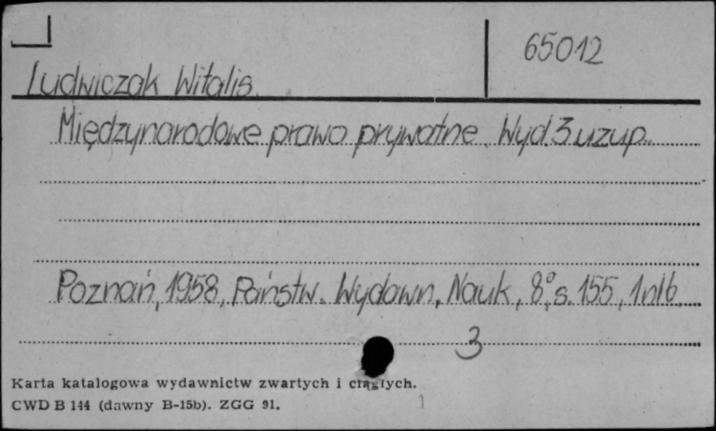 65012
Ludwiczak Witalis.
Międzynarodowe prawo prywatne. Wyd. 3 uzup.
Poznań, 1958, Państw. Wydawn. Nauk, 8°, s. 155, 1 nlb.
3
Karta katalogowa wydawnictw zwartych i ciągłych.
CWD B 144 (dawny B-15b). ZGG 91.
1